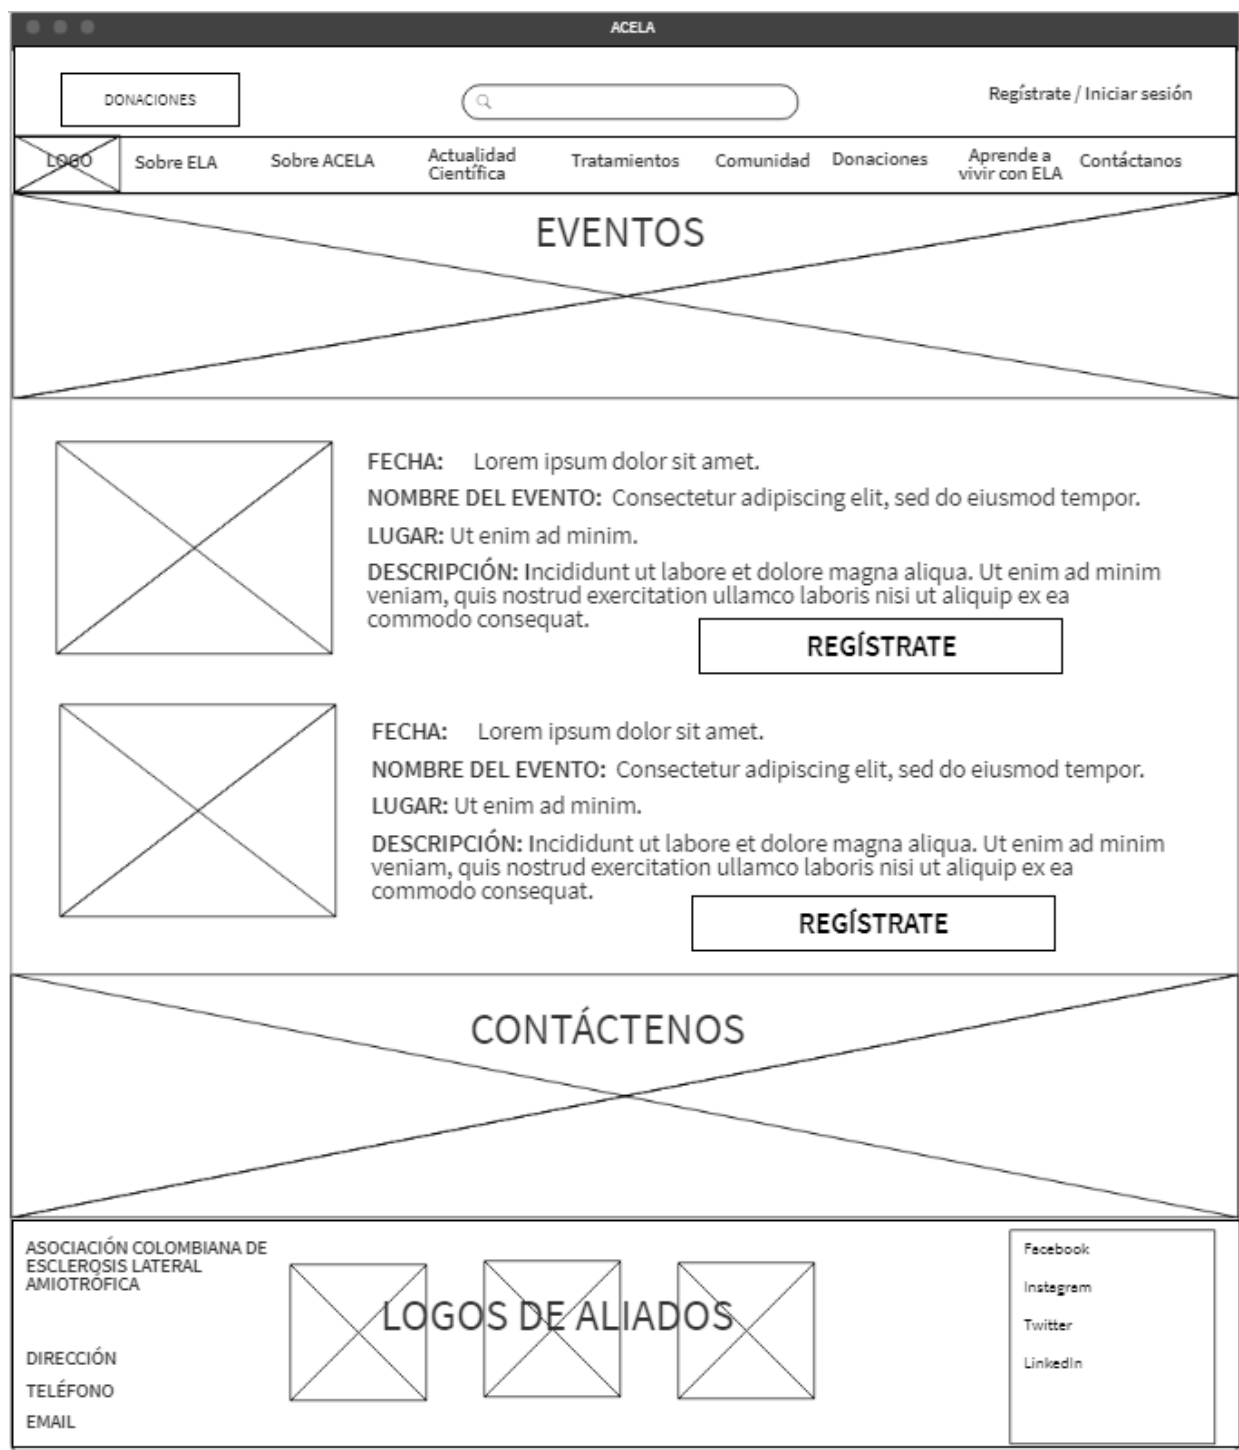 ACELA
DONACIONES
Regístrate / Iniciar sesión
LOGO
Sobre ELA
Sobre ACELA
Actualidad
Científica
Tratamientos
Comunidad
Donaciones
Aprende a
vivir con ELA
Contáctanos
EVENTOS
FECHA: Lorem ipsum dolor sit amet.
NOMBRE DEL EVENTO: Consectetur adipiscing elit, sed do eiusmod tempor.
LUGAR: Ut enim ad minim.
DESCRIPCIÓN: Incididunt ut labore et dolore magna aliqua. Ut enim ad minim
veniam, quis nostrud exercitation ullamco laboris nisi ut aliquip ex ea
commodo consequat.
REGÍSTRATE
FECHA: Lorem ipsum dolor sit amet.
NOMBRE DEL EVENTO: Consectetur adipiscing elit, sed do eiusmod tempor.
LUGAR: Ut enim ad minim.
DESCRIPCIÓN: Incididunt ut labore et dolore magna aliqua. Ut enim ad minim
veniam, quis nostrud exercitation ullamco laboris nisi ut aliquip ex ea
commodo consequat.
REGÍSTRATE
CONTÁCTENOS
ASOCIACIÓN COLOMBIANA DE
ESCLEROSIS LATERAL
AMIOTRÓFICA
DIRECCIÓN
TELÉFONO
EMAIL
LOGOS DE ALIADOS
Facebook
Instagram
Twitter
LinkedIn